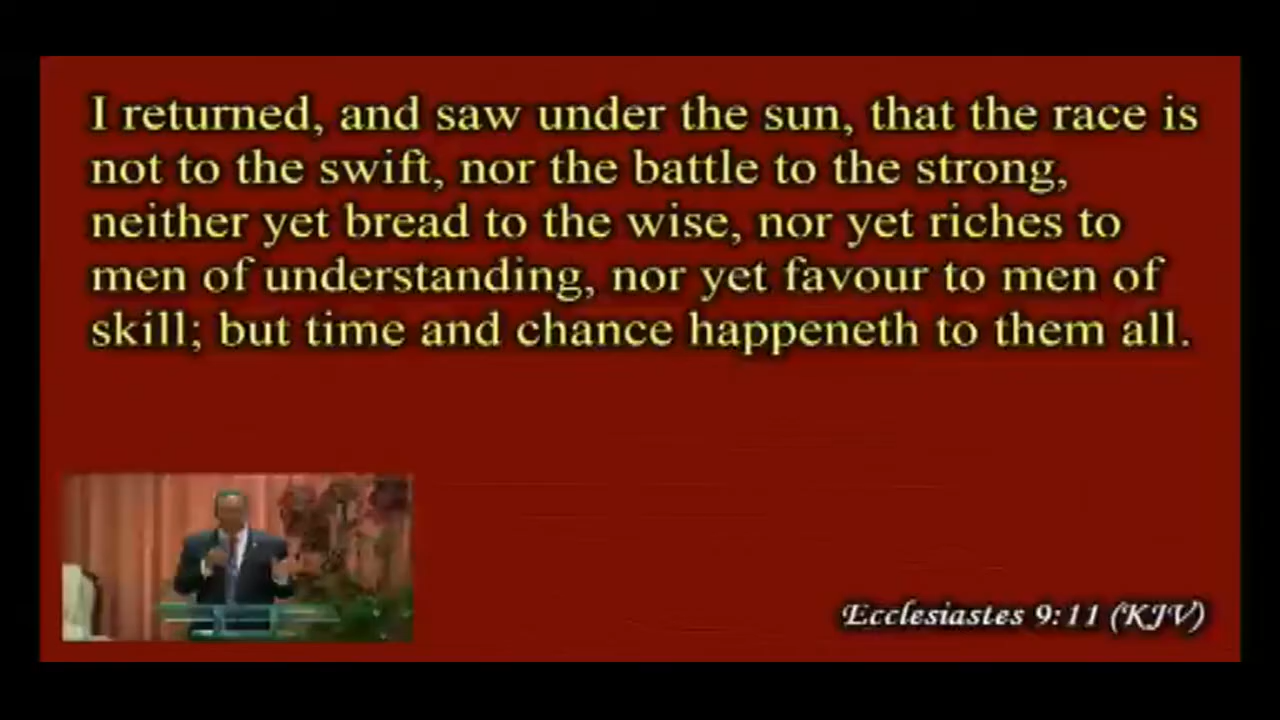 I returned, and saw under the sun, that the race is
not to the swift, nor the battle to the strong,
neither yet bread to the wise, nor yet riches to
men of understanding, nor yet favour to men of
skill; but time and chance happeneth to them all.
Ecclesiastes 9:11 (KJV)